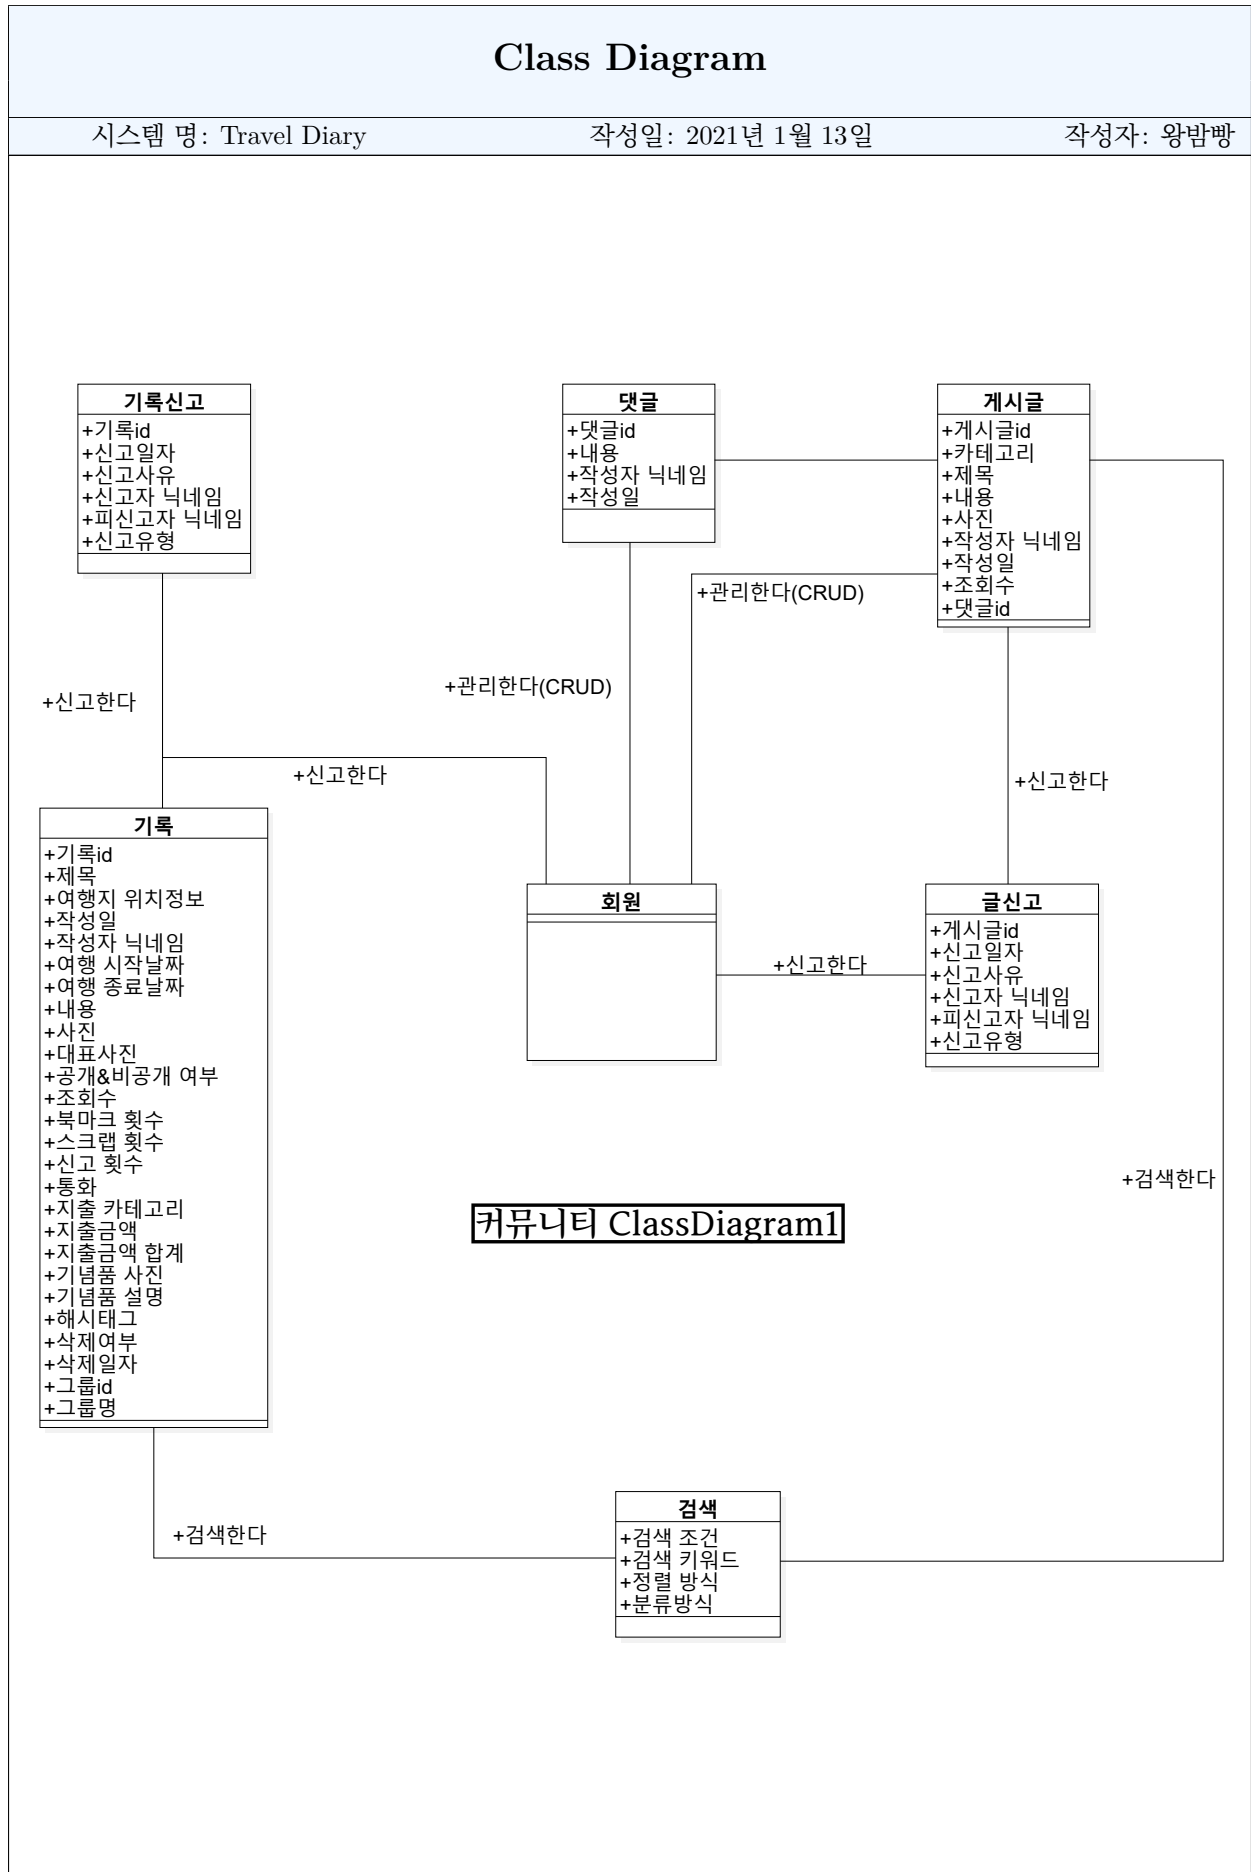 Class Diagram
시스템 명: Travel Diary
작성일: 2021년 1월 13일
작성자: 왕밤빵
기록신고
+기록id
+신고일자
+신고사유
+신고자 닉네임
+피신고자 닉네임
+신고유형
댓글
+댓글id
+내용
+작성자 닉네임
+작성일
게시글
+게시글id
+카테고리
+제목
+내용
+사진
+작성자 닉네임
+작성일
+조회수
+댓글id
+관리한다(CRUD)
+관리한다(CRUD)
+신고한다
+신고한다
+신고한다
기록
+기록id
+제목
+여행지 위치정보
+작성일
+작성자 닉네임
+여행 시작날짜
+여행 종료날짜
+내용
+사진
+대표사진
+공개&비공개 여부
+조회수
+북마크 횟수
+스크랩 횟수
+신고 횟수
+통화
+지출 카테고리
+지출금액
+지출금액 합계
+기념품 사진
+기념품 설명
+해시태그
+삭제여부
+삭제일자
+그룹id
+그룹명
회원
+신고한다
글신고
+게시글id
+신고일자
+신고사유
+신고자 닉네임
+피신고자 닉네임
+신고유형
+검색한다
커뮤니티 ClassDiagram1
+검색한다
검색
+검색 조건
+검색 키워드
+정렬 방식
+분류방식